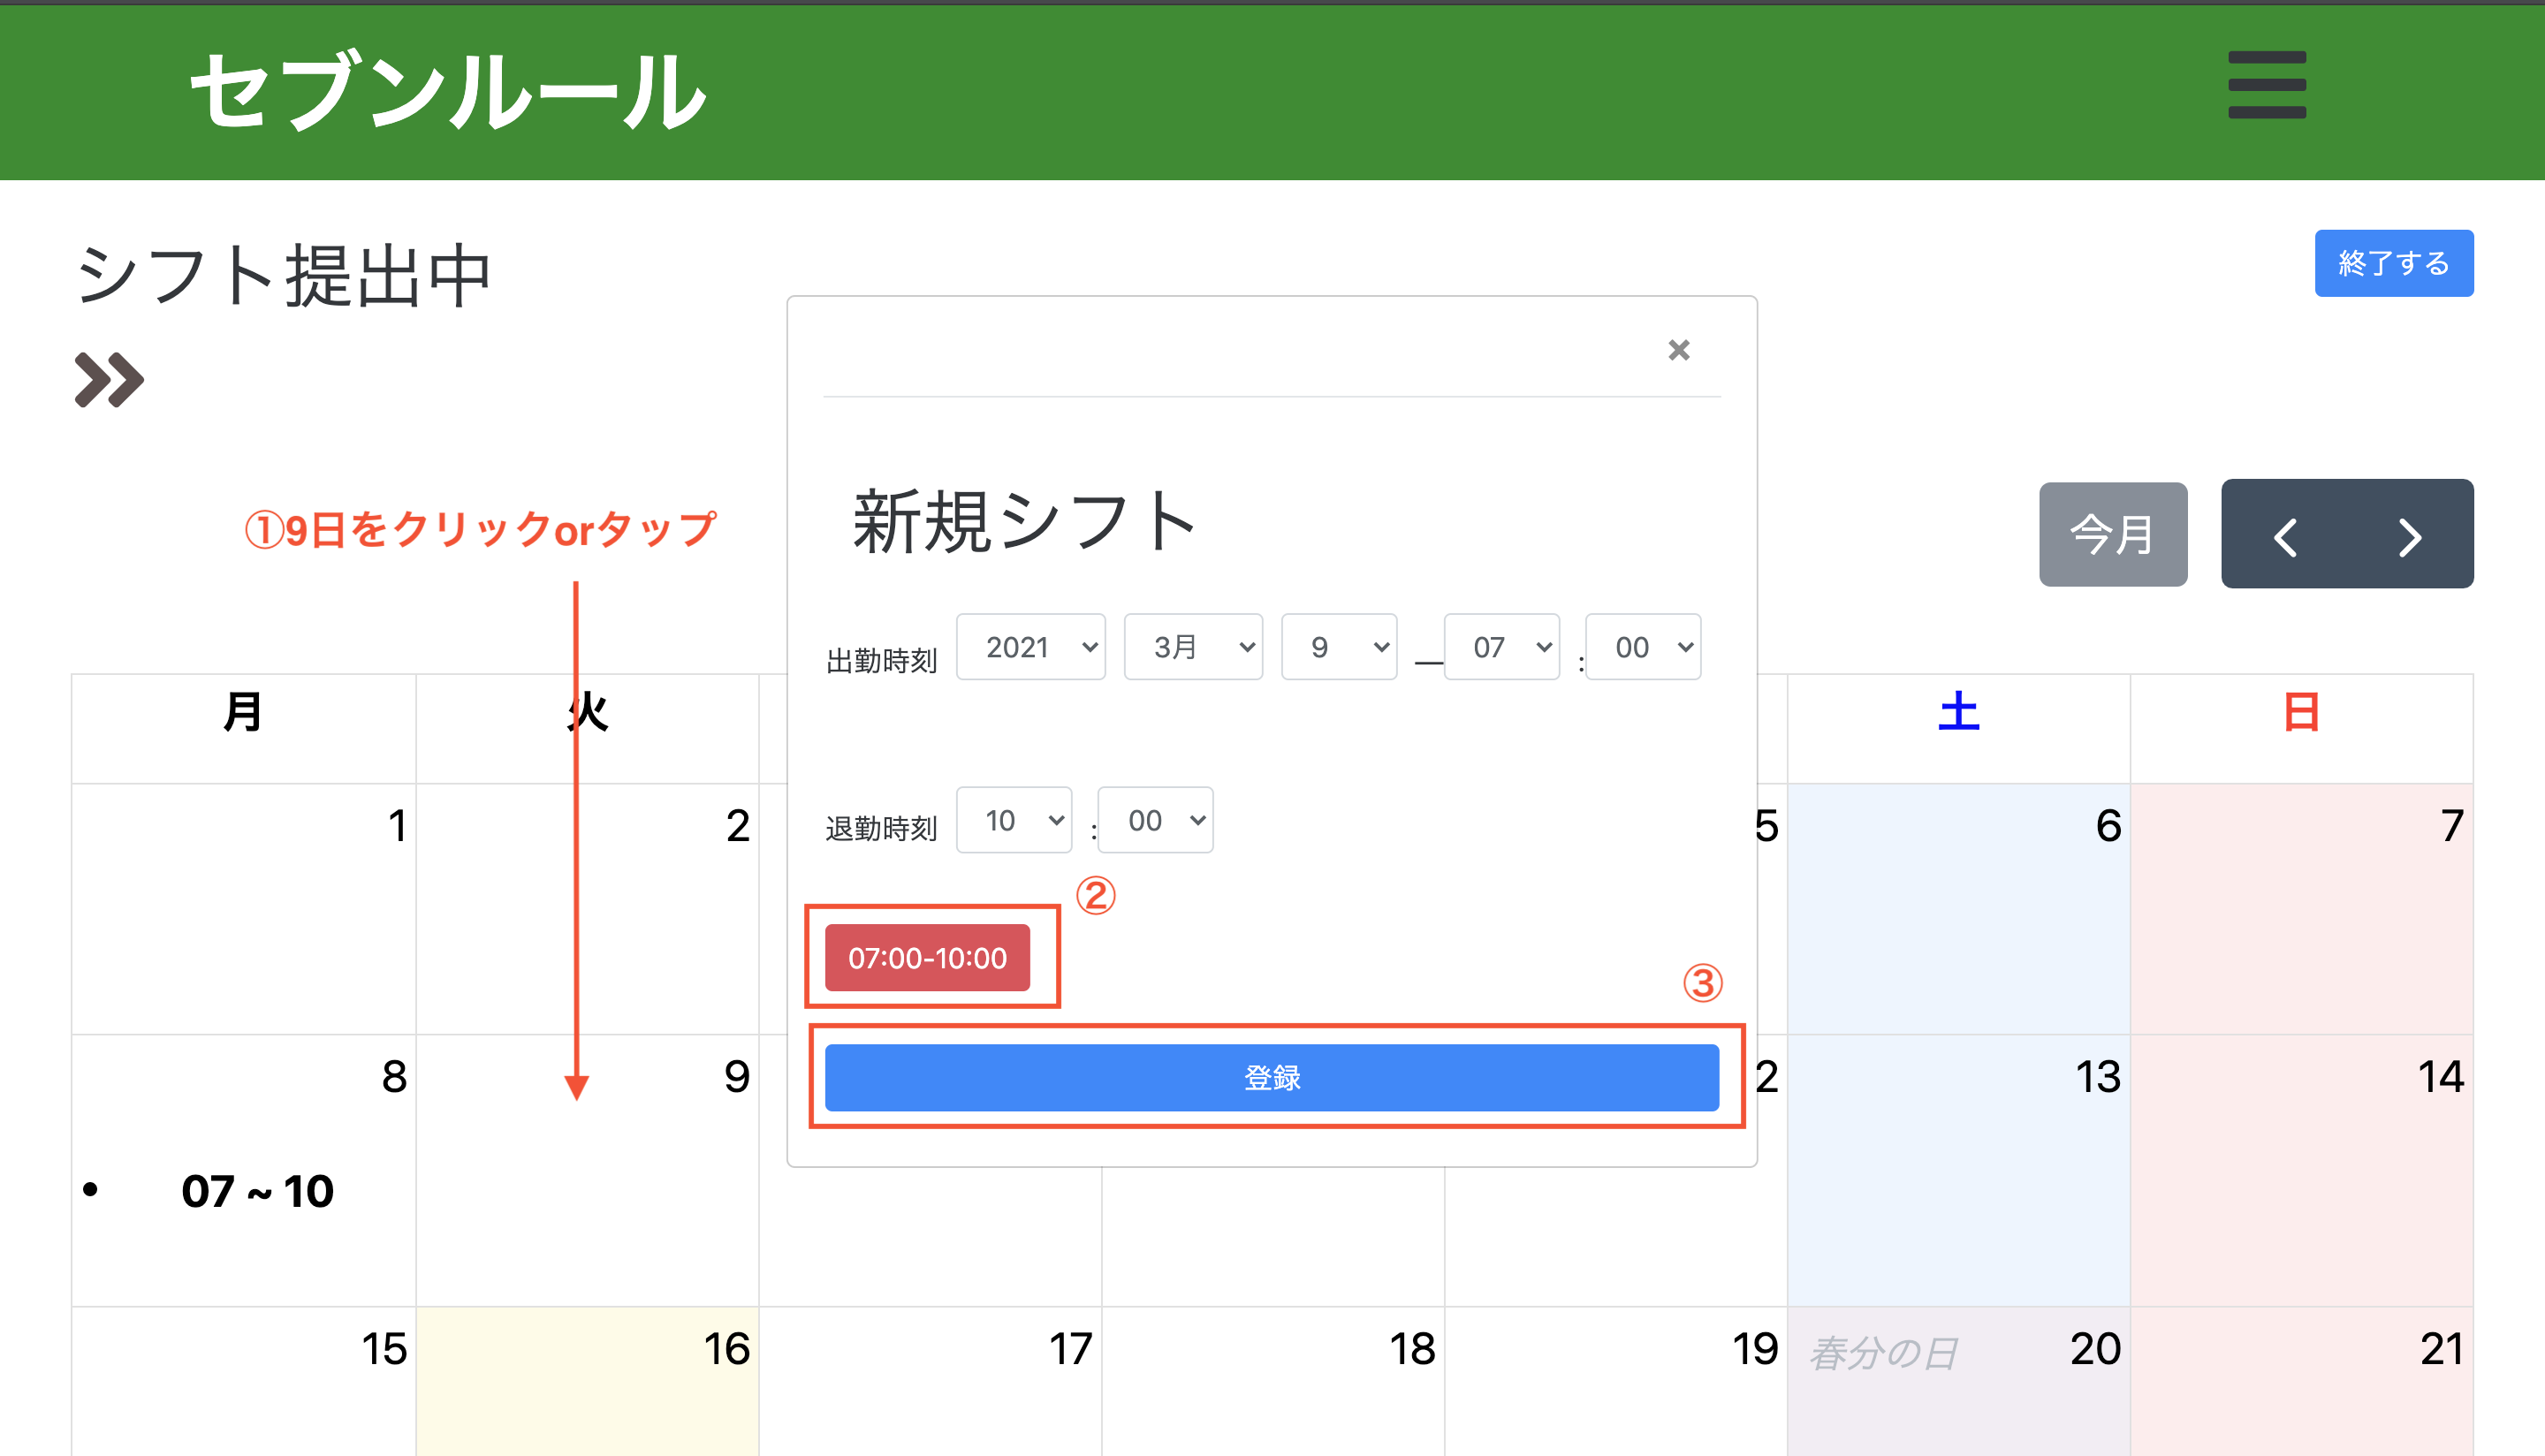 セブンルール
シフト提出中
終了する
×
①9日をクリックorタップ
新規シフト
今月
出勤時刻 2021 3月 9 — 07 : 00
退勤時刻 10 : 00
②
07:00-10:00
③
登録
月 火 土 日
1 2 5 6 7
8 9 2 13 14
• 07 ~ 10
15 16 17 18 19 春分の日 20 21